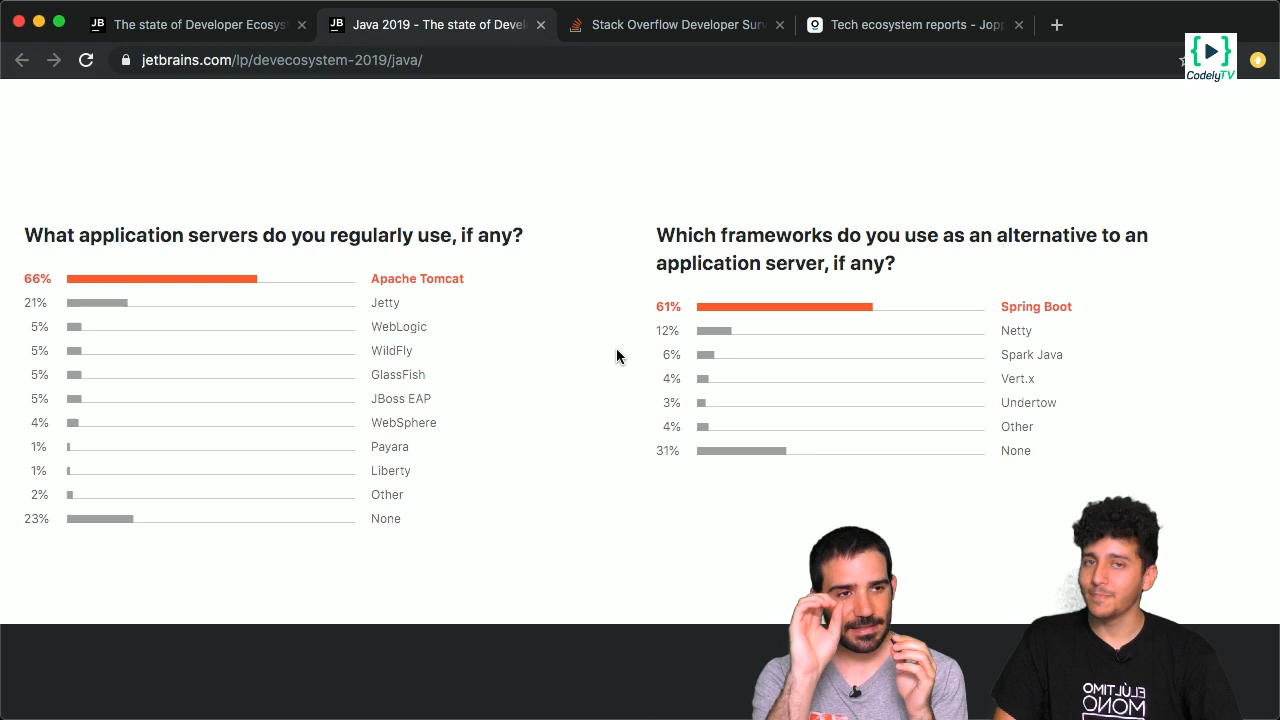 The state of Developer Ecosys
Java 2019 - The state of Devel
Stack Overflow Developer Surv
Tech ecosystem reports - Jopp
jetbrains.com/lp/devecosystem-2019/java/
CodelyTV
What application servers do you regularly use, if any?
66% Apache Tomcat
21% Jetty
5% WebLogic
5% WildFly
5% GlassFish
5% JBoss EAP
4% WebSphere
1% Payara
1% Liberty
2% Other
23% None
Which frameworks do you use as an alternative to an
application server, if any?
61% Spring Boot
12% Netty
6% Spark Java
4% Vert.x
3% Undertow
4% Other
31% None
EL ÚLTIMO
MONO